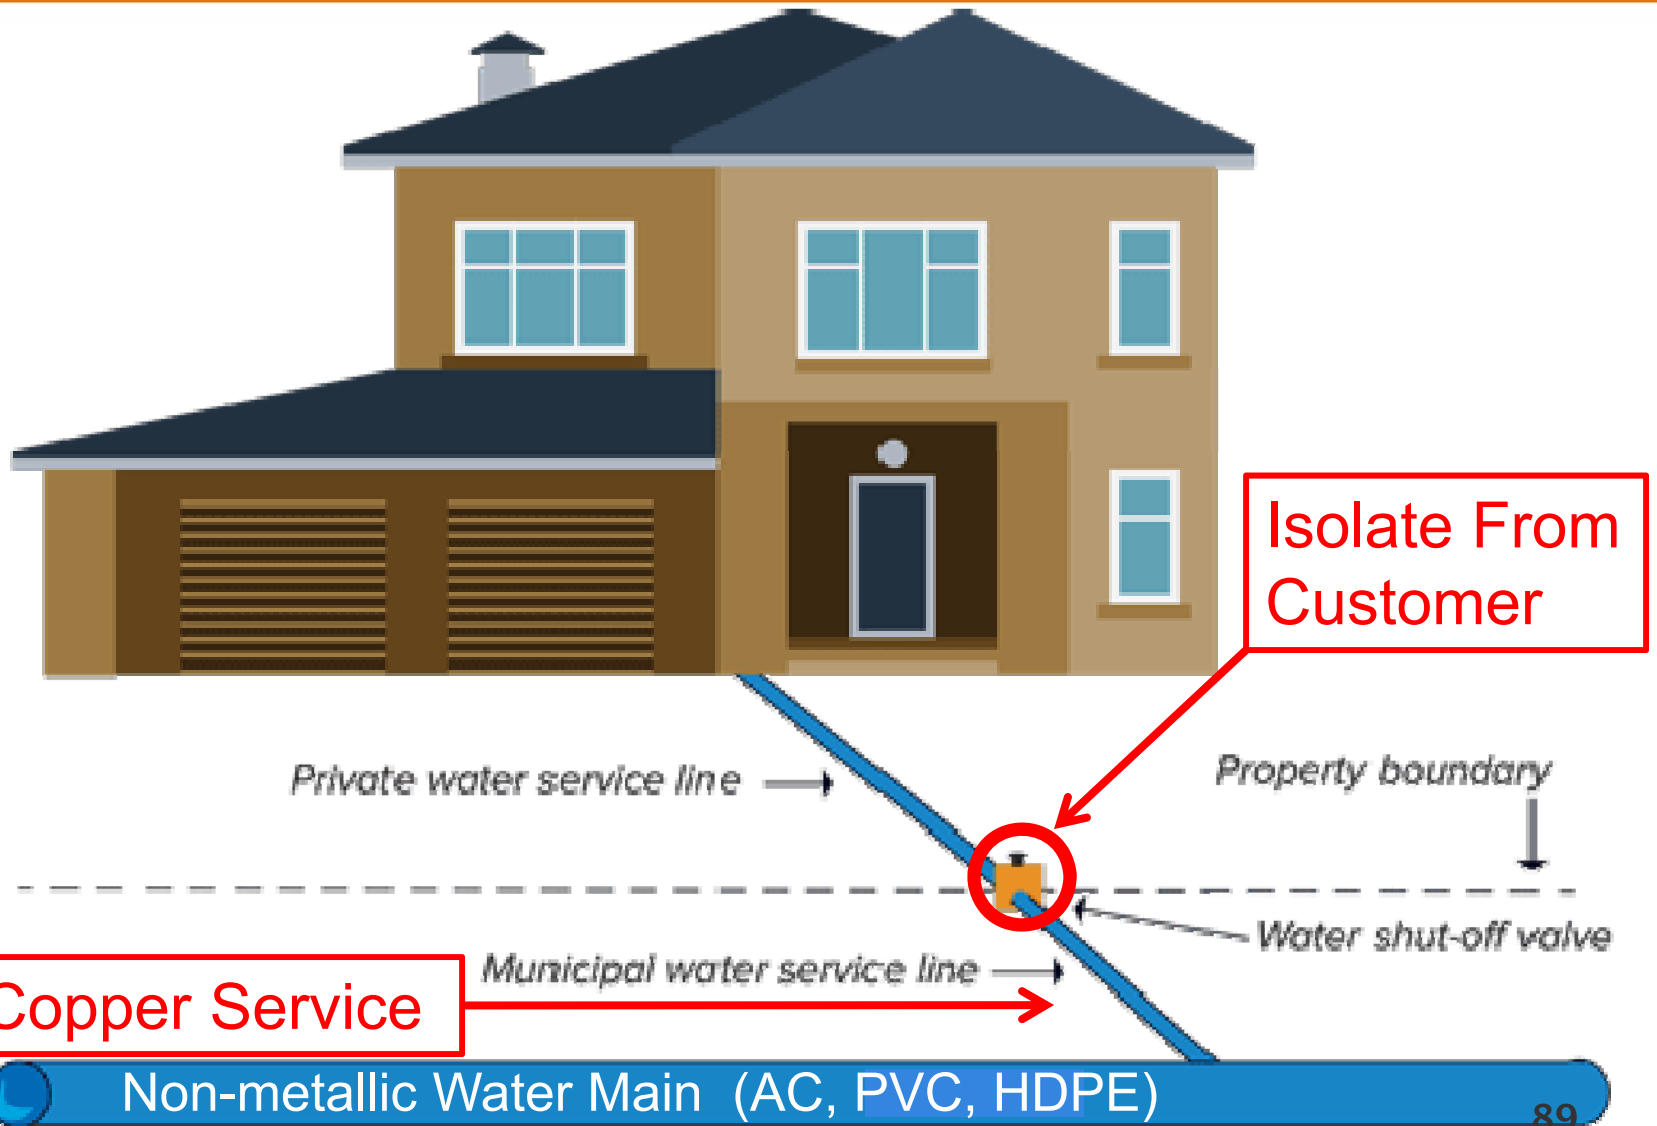 Isolate From
Customer
Private water service line
Property boundary
Water shut-off valve
Municipal water service line
Copper Service
Non-metallic Water Main (AC, PVC, HDPE)
89